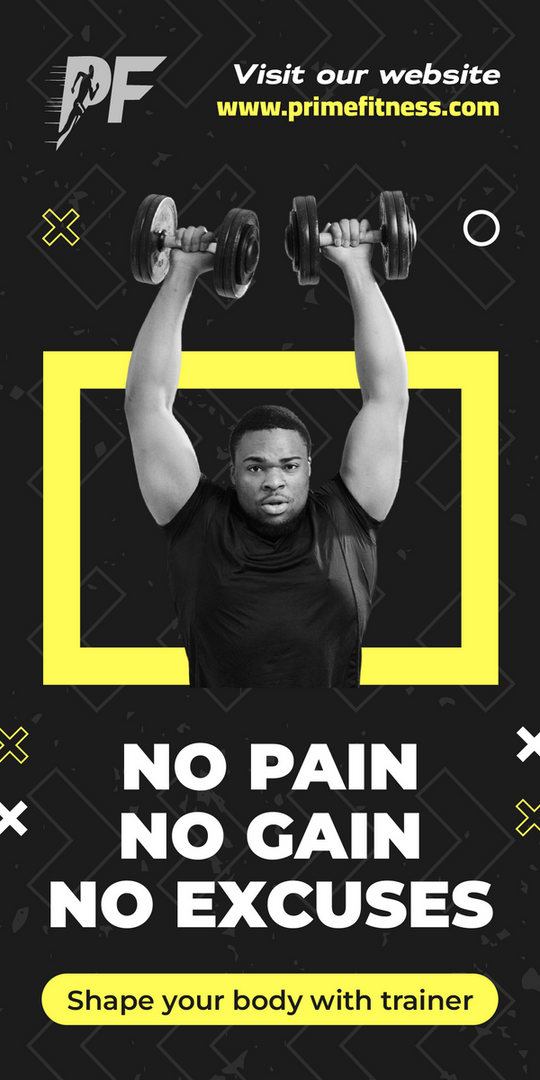 PF
Visit our website
www.primefitness.com
NO PAIN
NO GAIN
NO EXCUSES
Shape your body with trainer